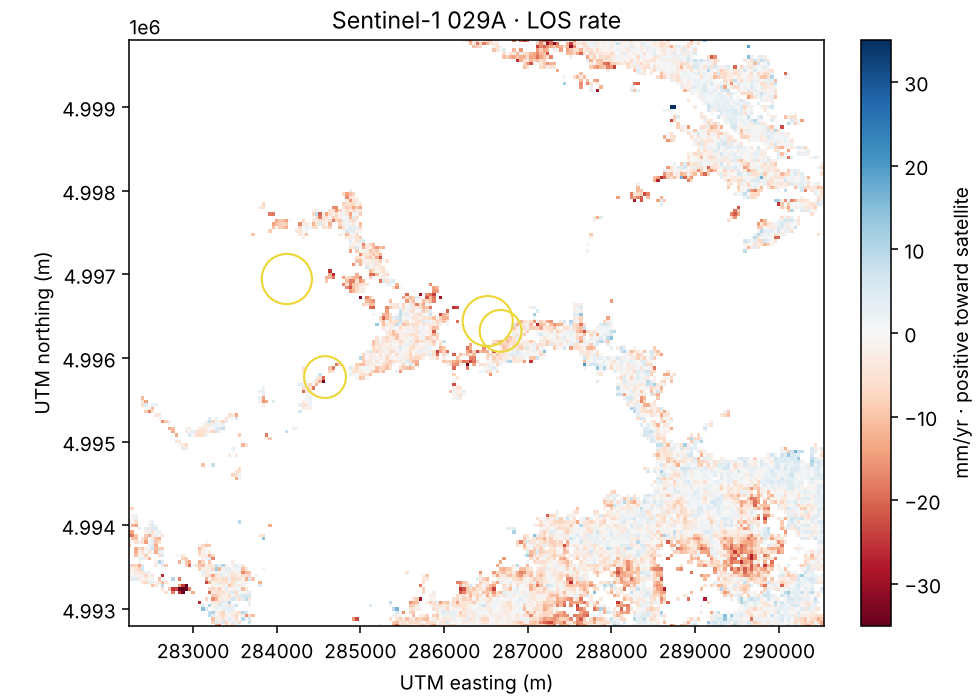 Sentinel-1 029A · LOS rate
1e6
4.999
4.998
4.997
4.996
4.995
4.994
4.993
UTM northing (m)
283000 284000 285000 286000 287000 288000 289000 290000
UTM easting (m)
30
20
10
0
−10
−20
−30
mm/yr · positive toward satellite